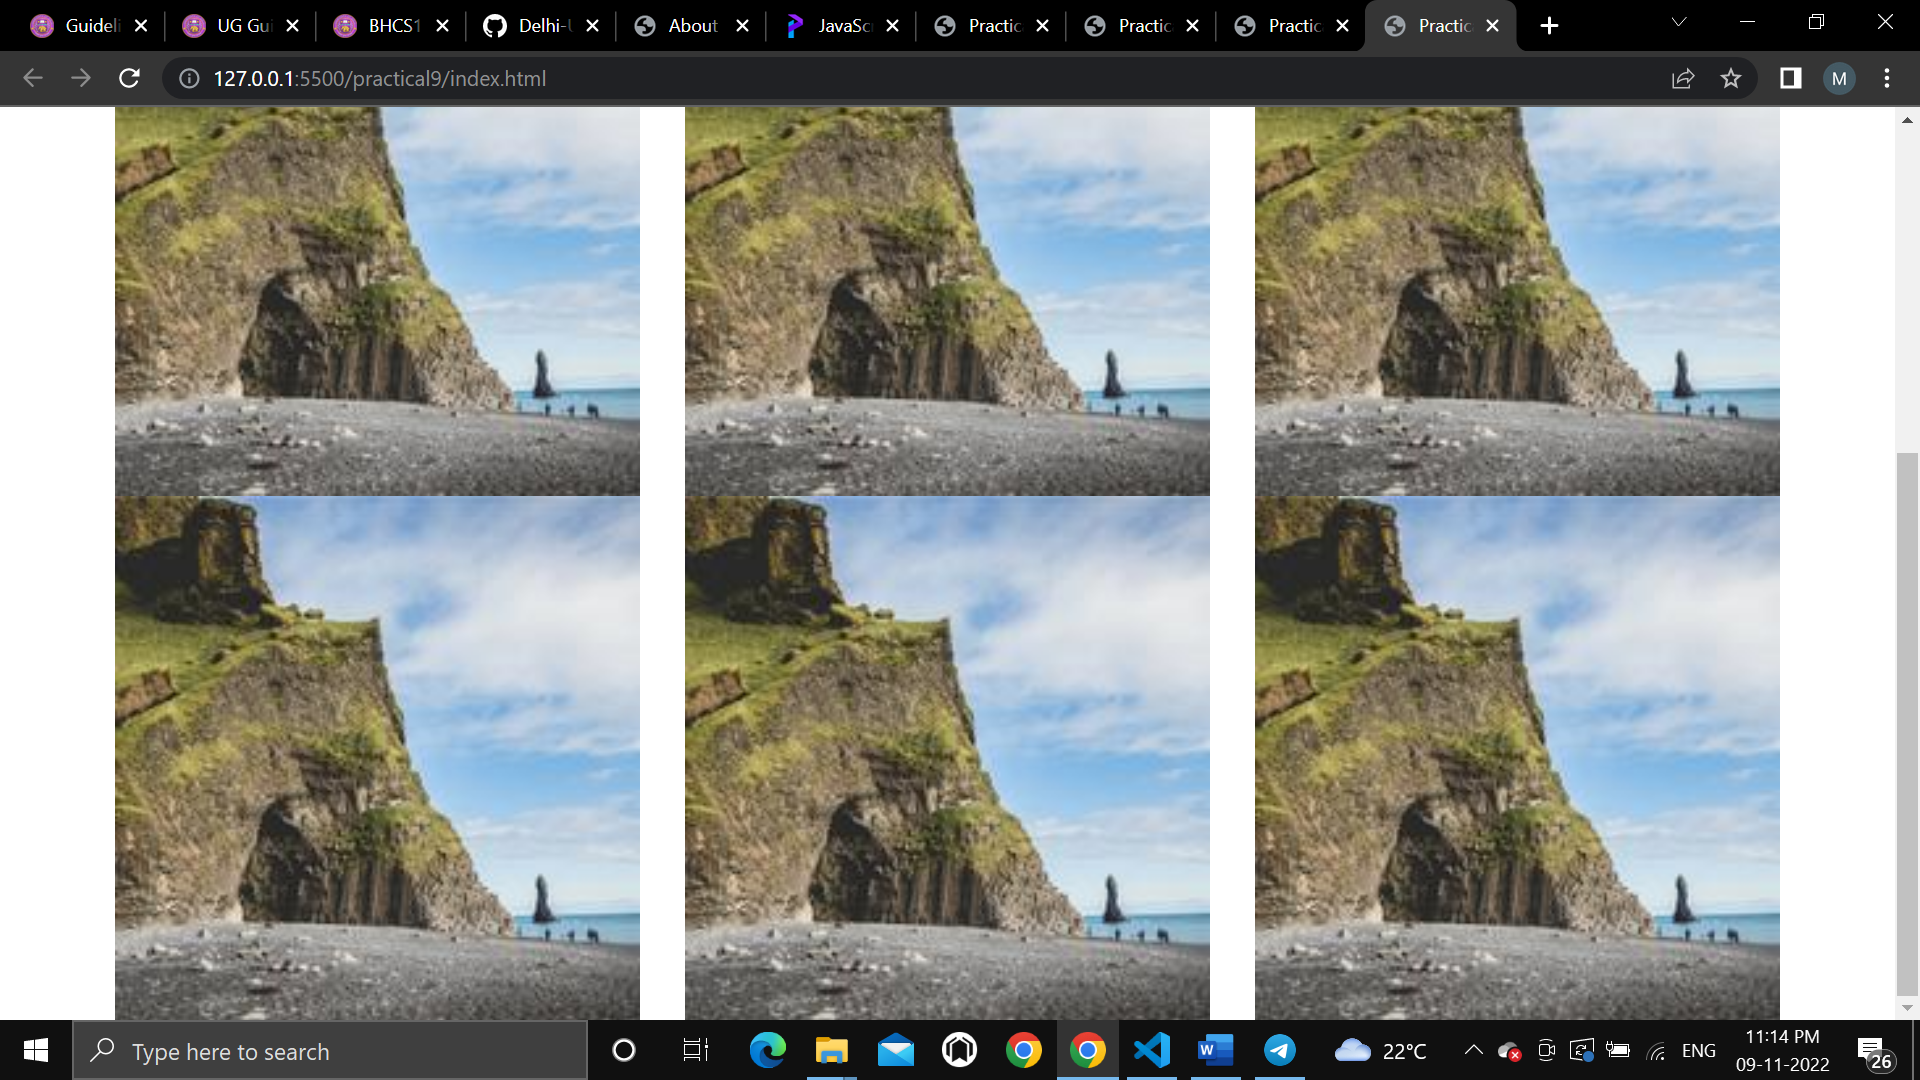 Guideli
UG Gui
BHCS1
Delhi-U
About
JavaScr
Practic
Practic
Practic
Practic
127.0.0.1:5500/practical9/index.html
M
Type here to search
22°C
ENG
11:14 PM
09-11-2022
26